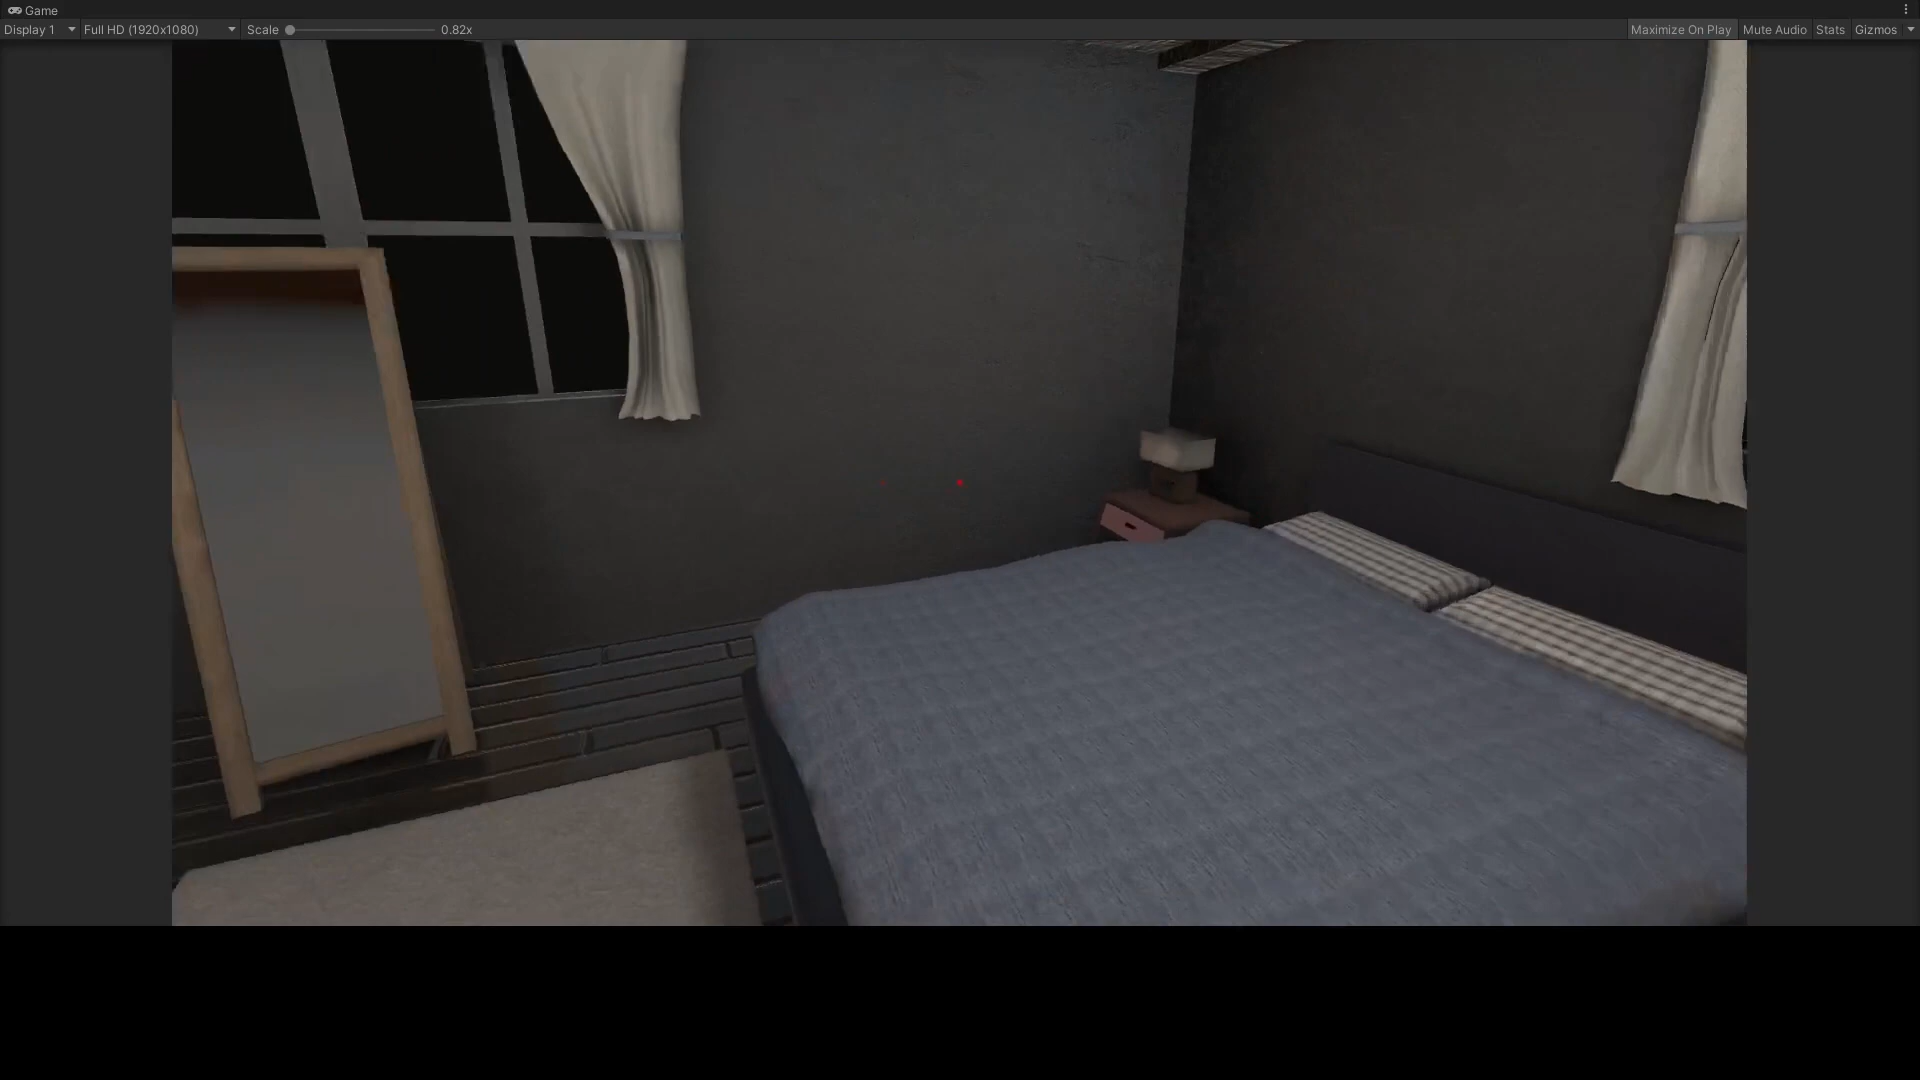 Game
Display 1 Full HD (1920x1080) Scale 0.82x Maximize On Play Mute Audio Stats Gizmos